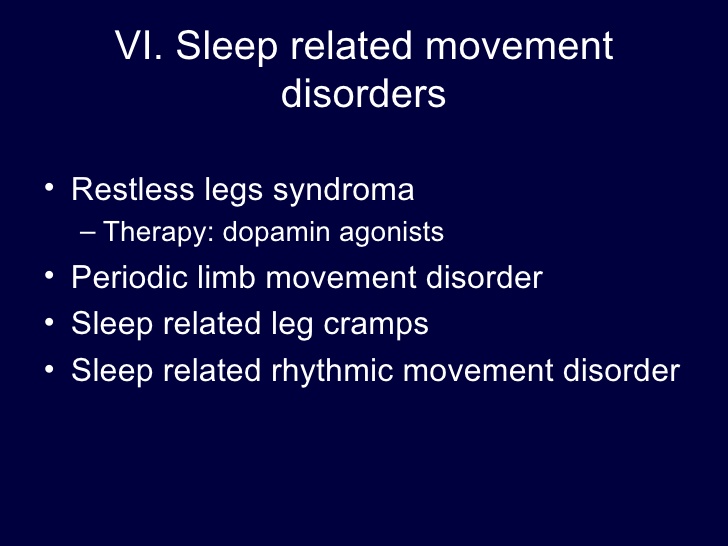 VI. Sleep related movement
disorders
• Restless legs syndroma
– Therapy: dopamin agonists
• Periodic limb movement disorder
• Sleep related leg cramps
• Sleep related rhythmic movement disorder